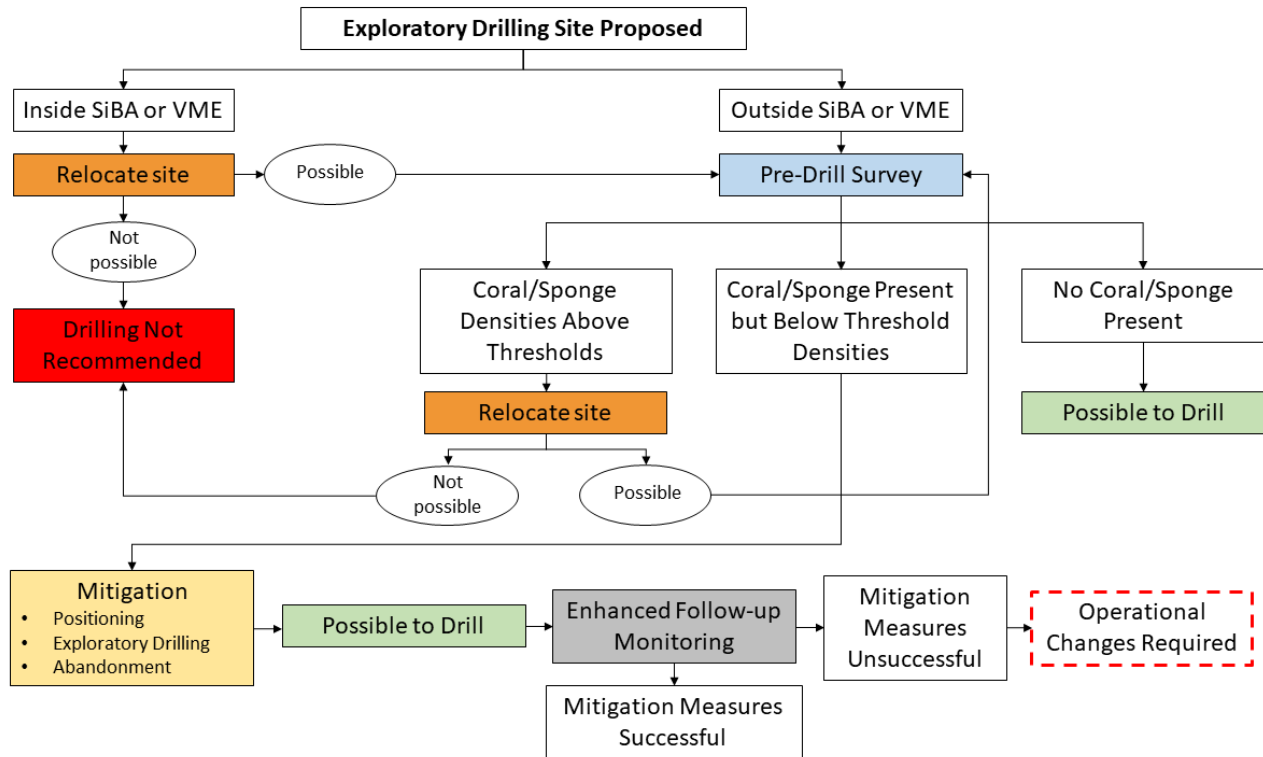 Exploratory Drilling Site Proposed
Inside SiBA or VME
Outside SiBA or VME
Relocate site
Possible
Pre-Drill Survey
Not
possible
Coral/Sponge
Densities Above
Thresholds
Coral/Sponge Present
but Below Threshold
Densities
No Coral/Sponge
Present
Drilling Not
Recommended
Relocate site
Possible to Drill
Not
possible
Possible
Mitigation
• Positioning
• Exploratory Drilling
• Abandonment
Possible to Drill
Enhanced Follow-up
Monitoring
Mitigation
Measures
Unsuccessful
Operational
Changes Required
Mitigation Measures
Successful